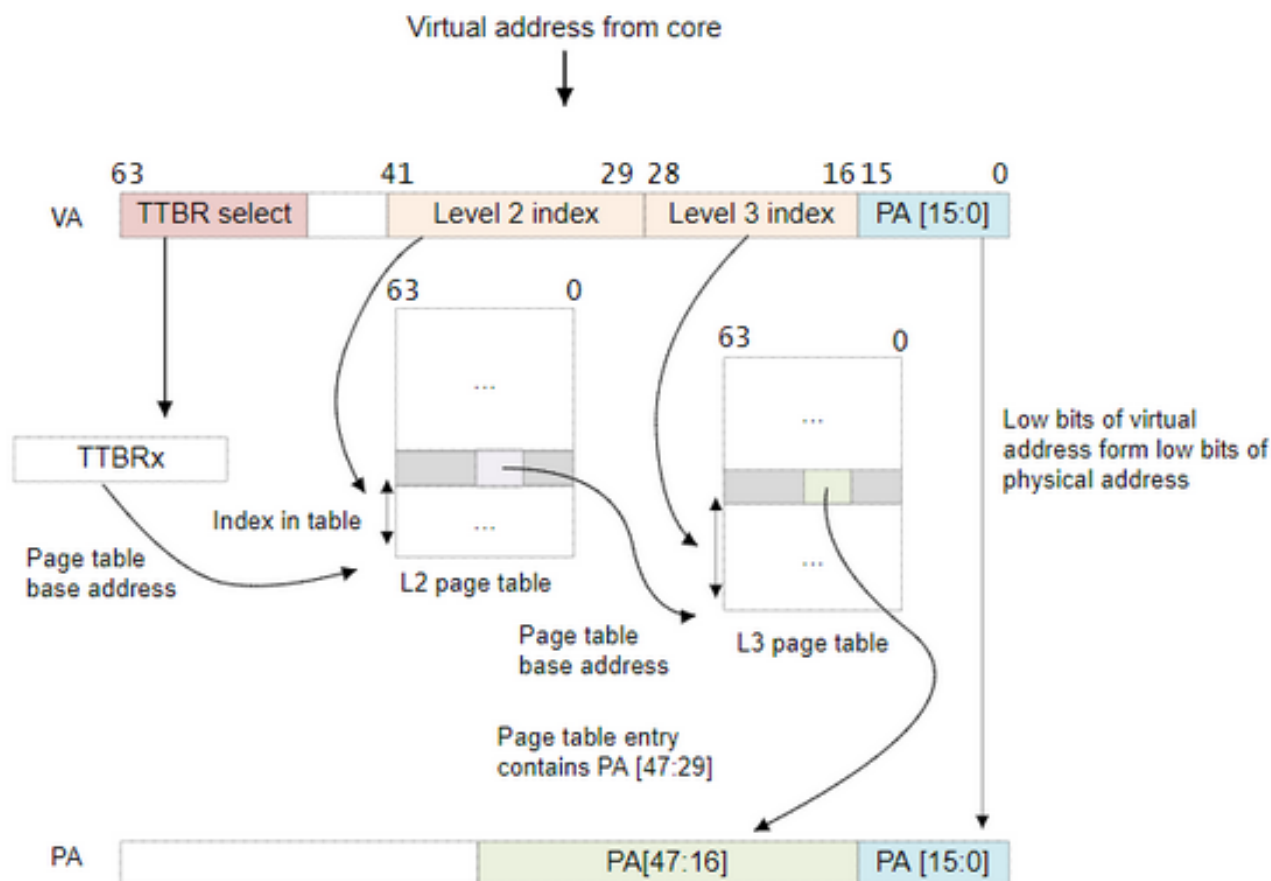 Virtual address from core
63 41 29 28 16 15 0
VA TTBR select Level 2 index Level 3 index PA [15:0]
63 0
63 0
...
...
TTBRx
Low bits of virtual
address form low bits of
physical address
Index in table
...
...
Page table
base address
L2 page table
Page table
base address
L3 page table
Page table entry
contains PA [47:29]
PA PA[47:16] PA [15:0]